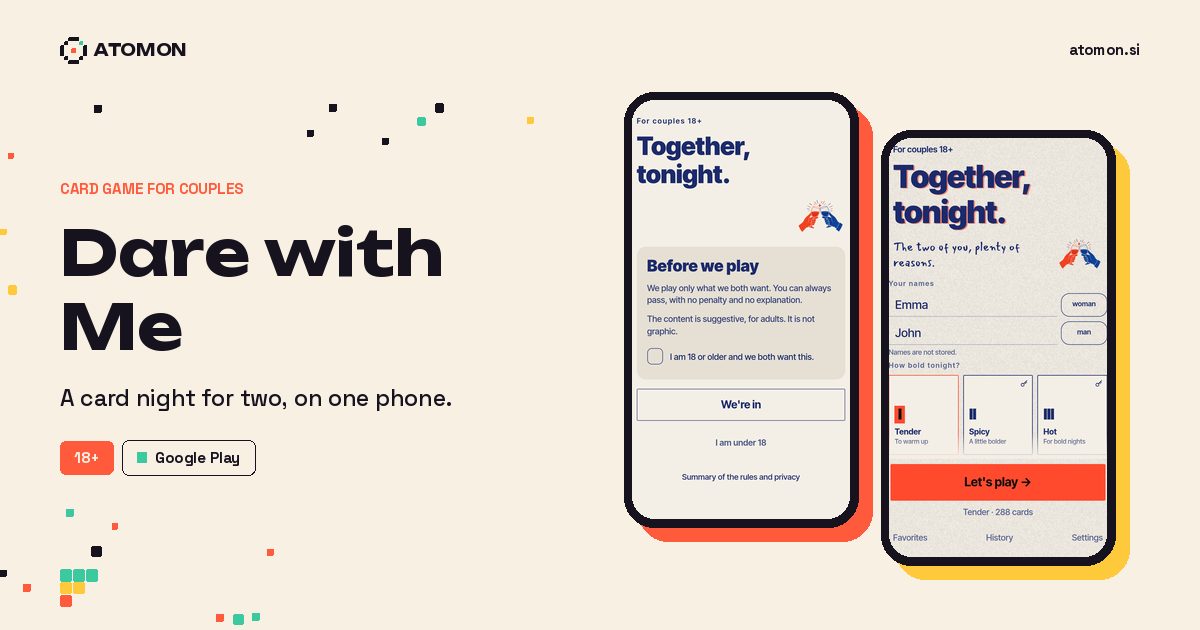 ATOMON
atomon.si
CARD GAME FOR COUPLES
Dare with
Me
A card night for two, on one phone.
18+
Google Play
For couples 18+
Together,
tonight.
Before we play
We play only what we both want. You can always
pass, with no penalty and no explanation.
The content is suggestive, for adults. It is not
graphic.
I am 18 or older and we both want this.
We're in
I am under 18
Summary of the rules and privacy
For couples 18+
Together,
tonight.
The two of you, plenty of
reasons.
Your names
Emma
woman
John
man
Names are not stored.
How bold tonight?
I
Tender
To warm up
II
Spicy
A little bolder
III
Hot
For bold nights
Let's play →
Tender · 288 cards
Favorites
History
Settings